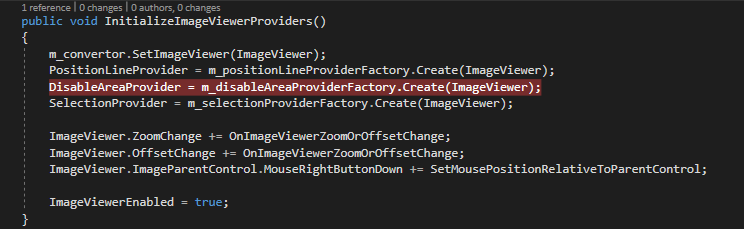 1 reference | 0 changes | 0 authors, 0 changes
public void InitializeImageViewerProviders()
{
m_convertor.SetImageViewer(ImageViewer);
PositionLineProvider = m_positionLineProviderFactory.Create(ImageViewer);
DisableAreaProvider = m_disableAreaProviderFactory.Create(ImageViewer);
SelectionProvider = m_selectionProviderFactory.Create(ImageViewer);
ImageViewer.ZoomChange += OnImageViewerZoomOrOffsetChange;
ImageViewer.OffsetChange += OnImageViewerZoomOrOffsetChange;
ImageViewer.ImageParentControl.MouseRightButtonDown += SetMousePositionRelativeToParentControl;
ImageViewerEnabled = true;
}